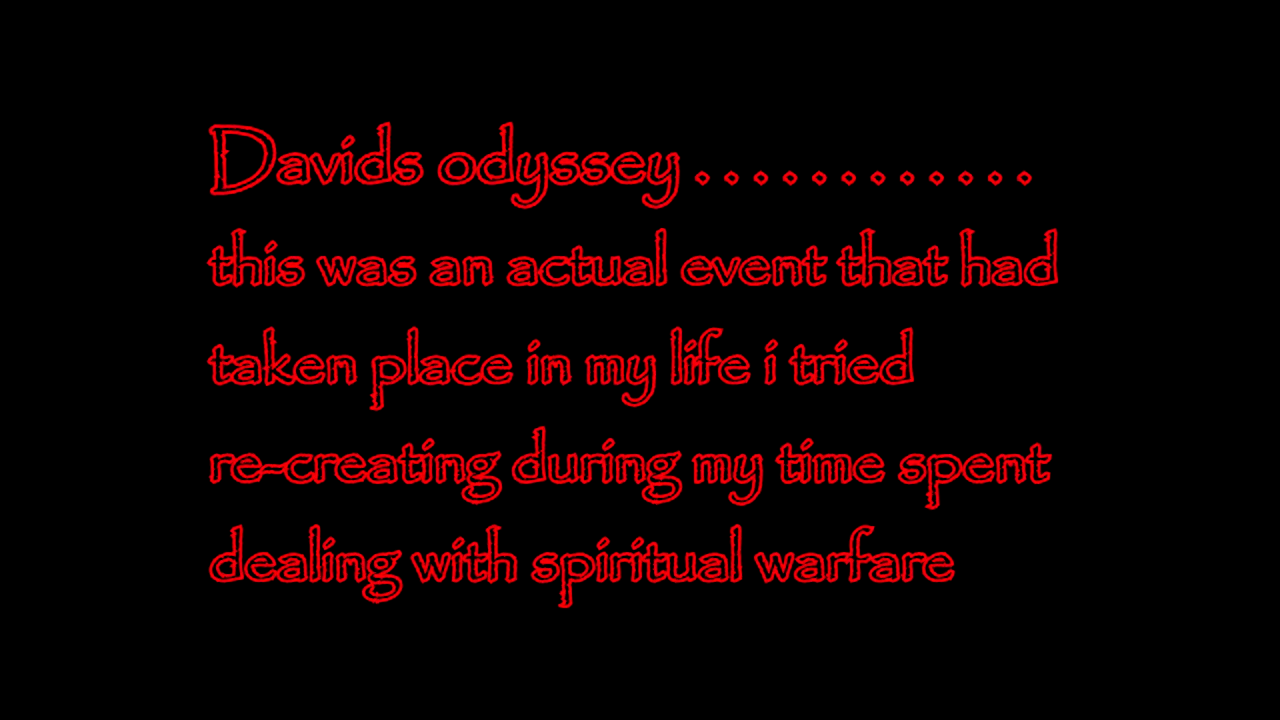 Davids odyssey . . . . . . . . . . . .
this was an actual event that had
taken place in my life i tried
re-creating during my time spent
dealing with spiritual warfare